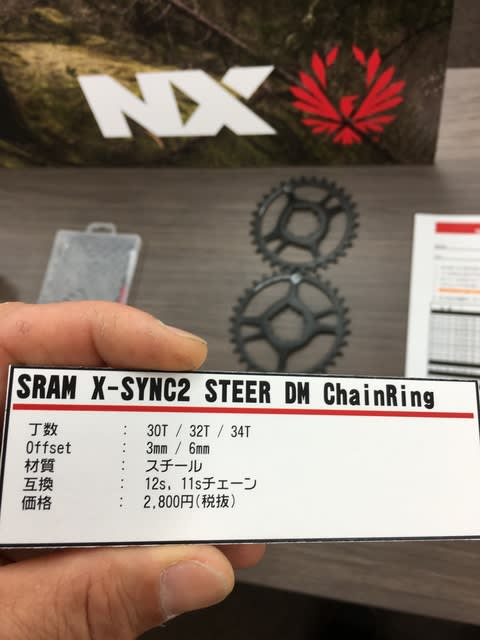 NX
SRAM X-SYNC2 STEER DM ChainRing
丁数 : 30T / 32T / 34T
Offset : 3mm / 6mm
材質 : スチール
互換 : 12s, 11sチェーン
価格 : 2,800円(税抜)